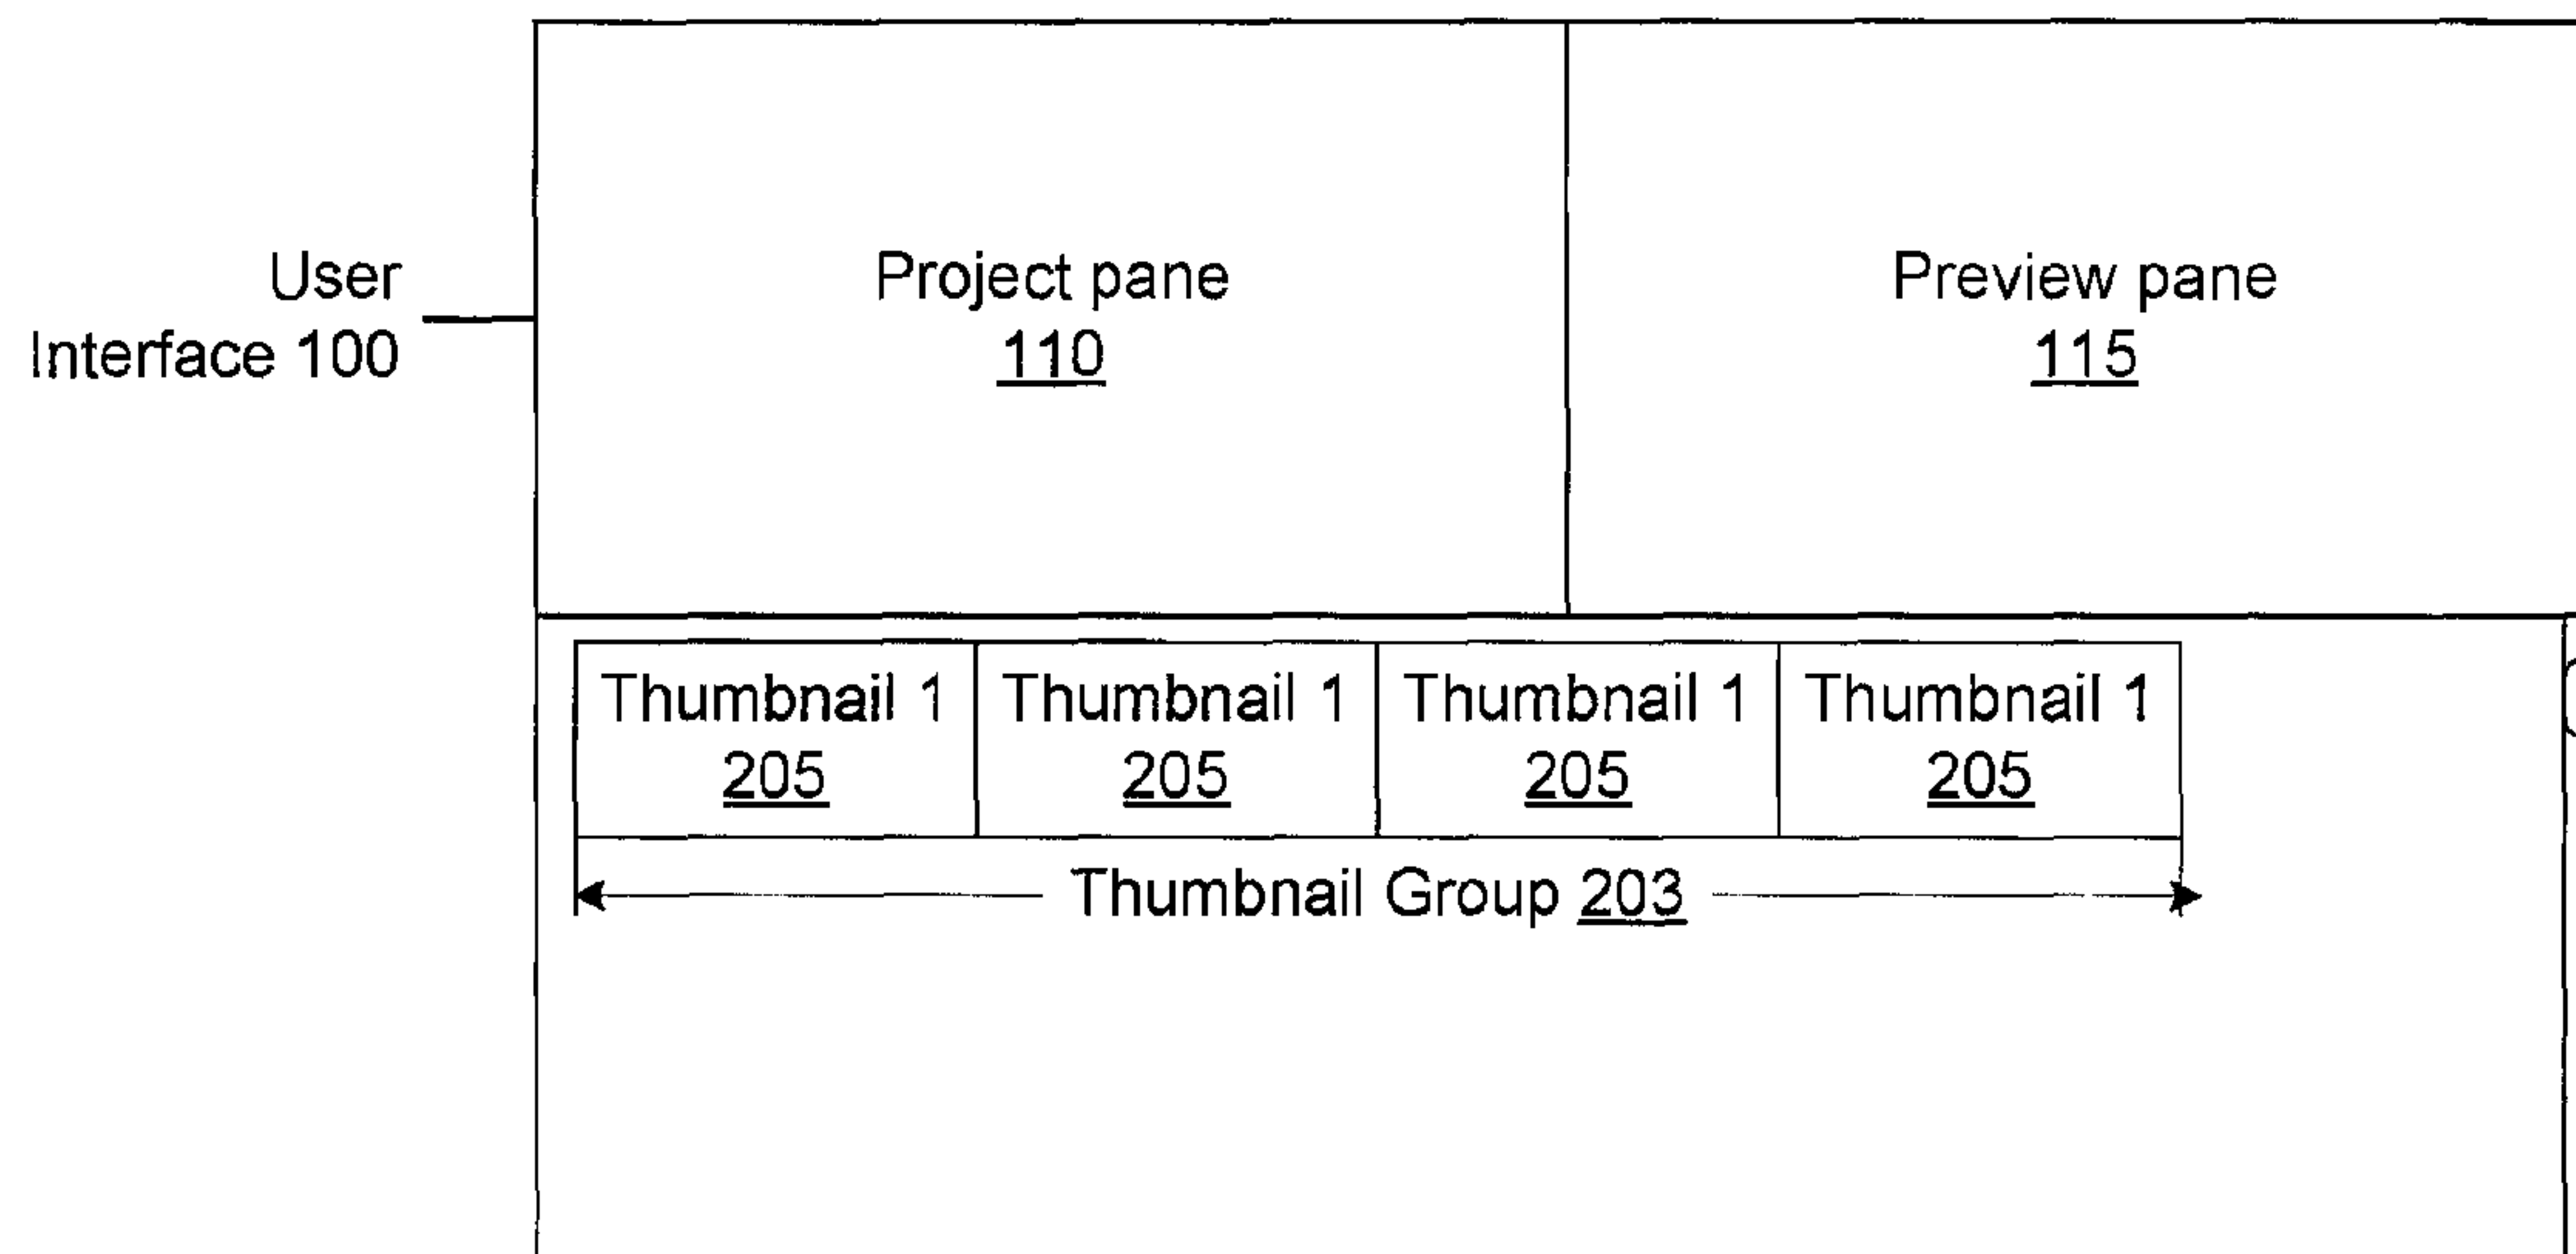 User
Interface 100
Project pane
110
Preview pane
115
Thumbnail 1
205
Thumbnail 1
205
Thumbnail 1
205
Thumbnail 1
205
Thumbnail Group 203